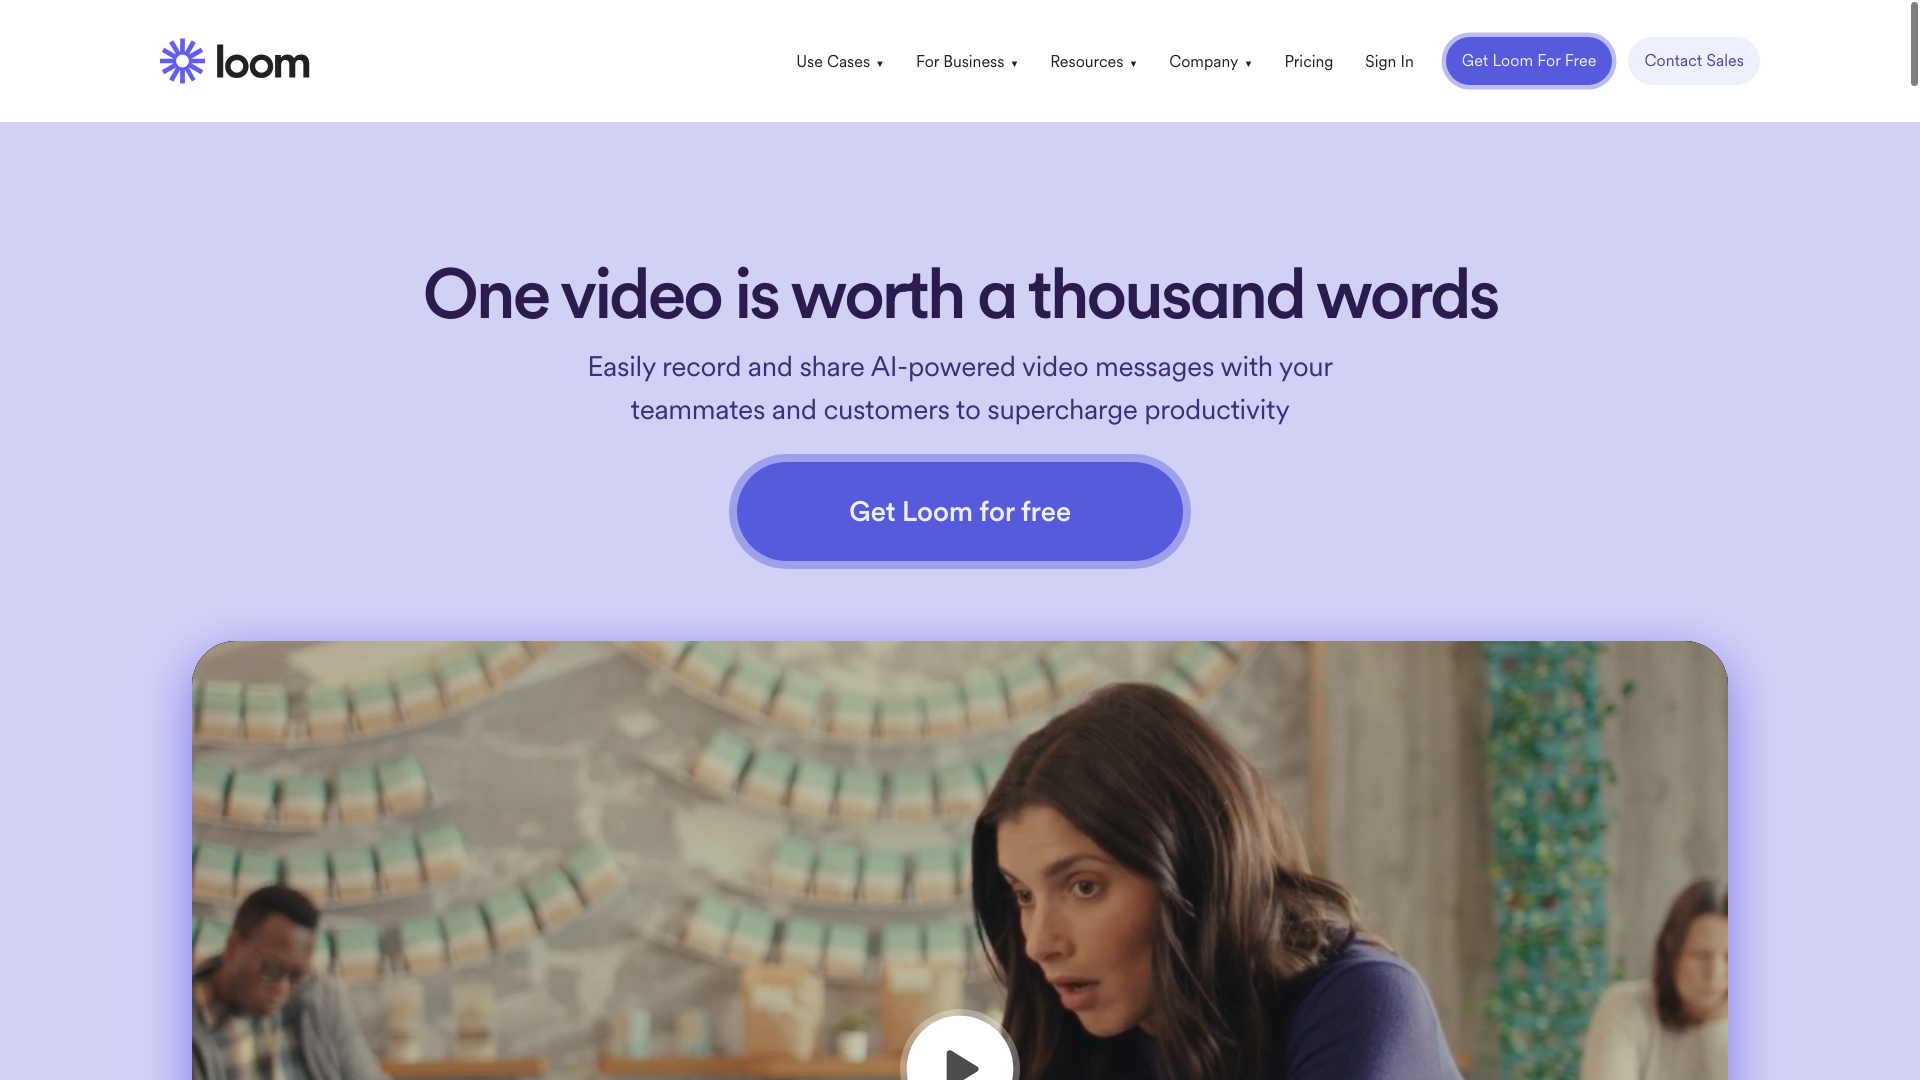 loom
Use Cases ▾ For Business ▾ Resources ▾ Company ▾ Pricing Sign In Get Loom For Free Contact Sales
One video is worth a thousand words
Easily record and share AI-powered video messages with your
teammates and customers to supercharge productivity
Get Loom for free